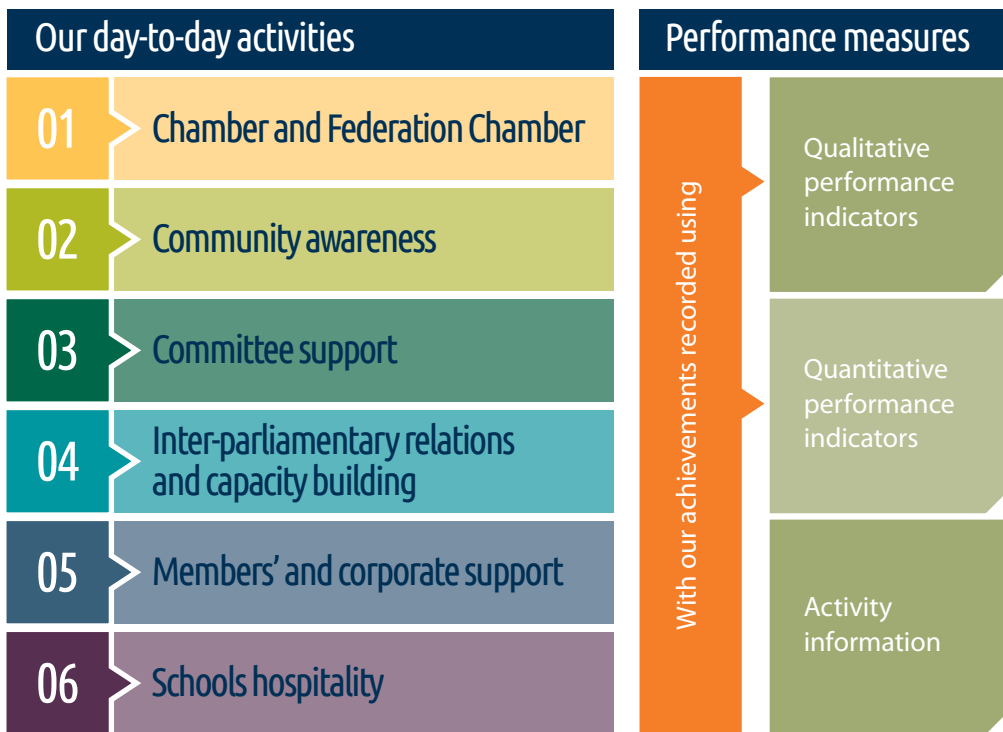 Our day-to-day activities
01
Chamber and Federation Chamber
02
Community awareness
03
Committee support
04
Inter-parliamentary relations
and capacity building
05
Members’ and corporate support
06
Schools hospitality
Performance measures
With our achievements recorded using
Qualitative
performance
indicators
Quantitative
performance
indicators
Activity
information